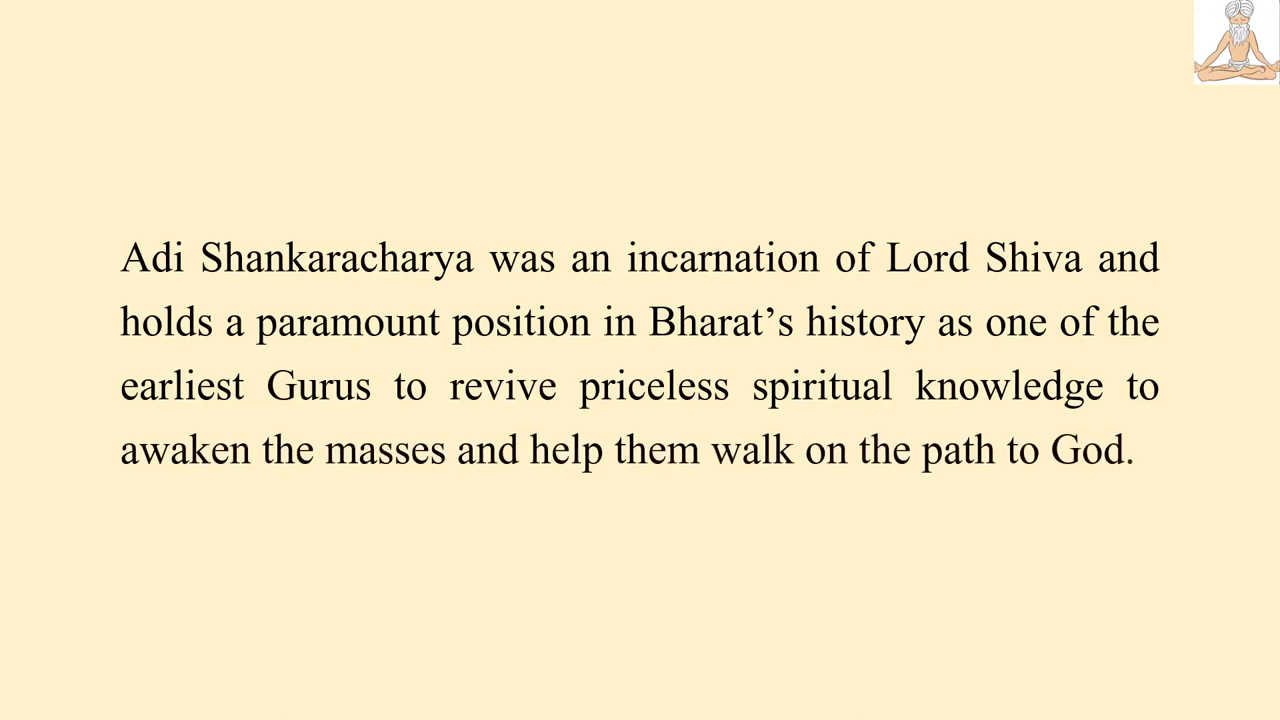 Adi Shankaracharya was an incarnation of Lord Shiva and
holds a paramount position in Bharat’s history as one of the
earliest Gurus to revive priceless spiritual knowledge to
awaken the masses and help them walk on the path to God.